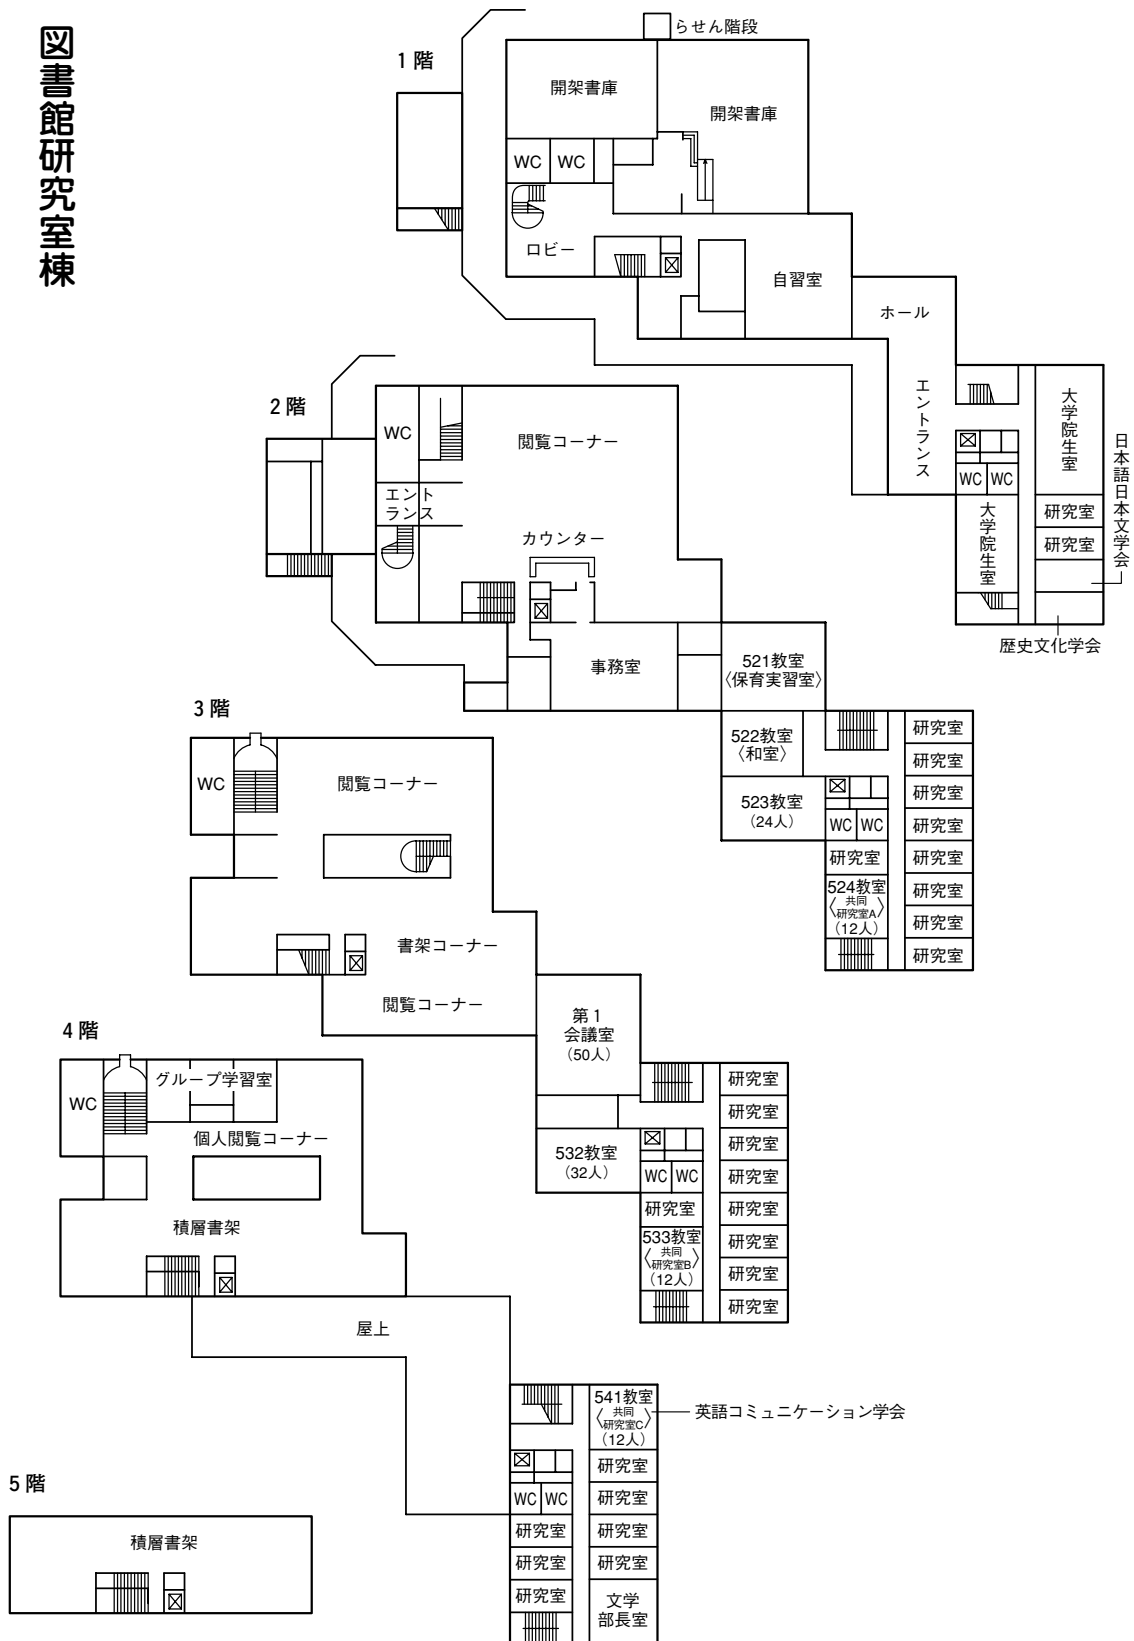 図書館研究室棟
1階
らせん階段
開架書庫
開架書庫
WC
WC
ロビー
自習室
ホール
エントランス
大学院生室
WC
WC
大学院生室
研究室
研究室
日本語日本文学会
歴史文化学会
2階
WC
閲覧コーナー
エント
ランス
カウンター
事務室
521教室
〈保育実習室〉
522教室
〈和室〉
523教室
(24人)
WC
WC
研究室
524教室
〈共同
研究室A〉
(12人)
研究室
研究室
研究室
研究室
研究室
研究室
研究室
研究室
3階
WC
閲覧コーナー
書架コーナー
閲覧コーナー
第1
会議室
(50人)
532教室
(32人)
WC
WC
研究室
533教室
〈共同
研究室B〉
(12人)
研究室
研究室
研究室
研究室
研究室
研究室
研究室
研究室
4階
WC
グループ学習室
個人閲覧コーナー
積層書架
屋上
541教室
〈共同
研究室C〉
(12人)
英語コミュニケーション学会
WC
WC
研究室
研究室
研究室
研究室
研究室
研究室
研究室
文学
部長室
5階
積層書架